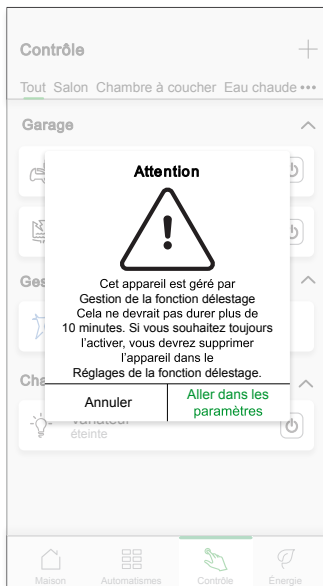 Contrôle
Tout Salon Chambre à coucher Eau chaude
Garage
Attention
Cet appareil est géré par
Gestion de la fonction délestage
Cela ne devrait pas durer plus de
10 minutes. Si vous souhaitez toujours
l'activer, vous devrez supprimer
l'appareil dans le
Réglages de la fonction délestage.
Annuler
Aller dans les
paramètres
Ges
Cha
Variateur
éteinte
Maison Automatismes Contrôle Énergie